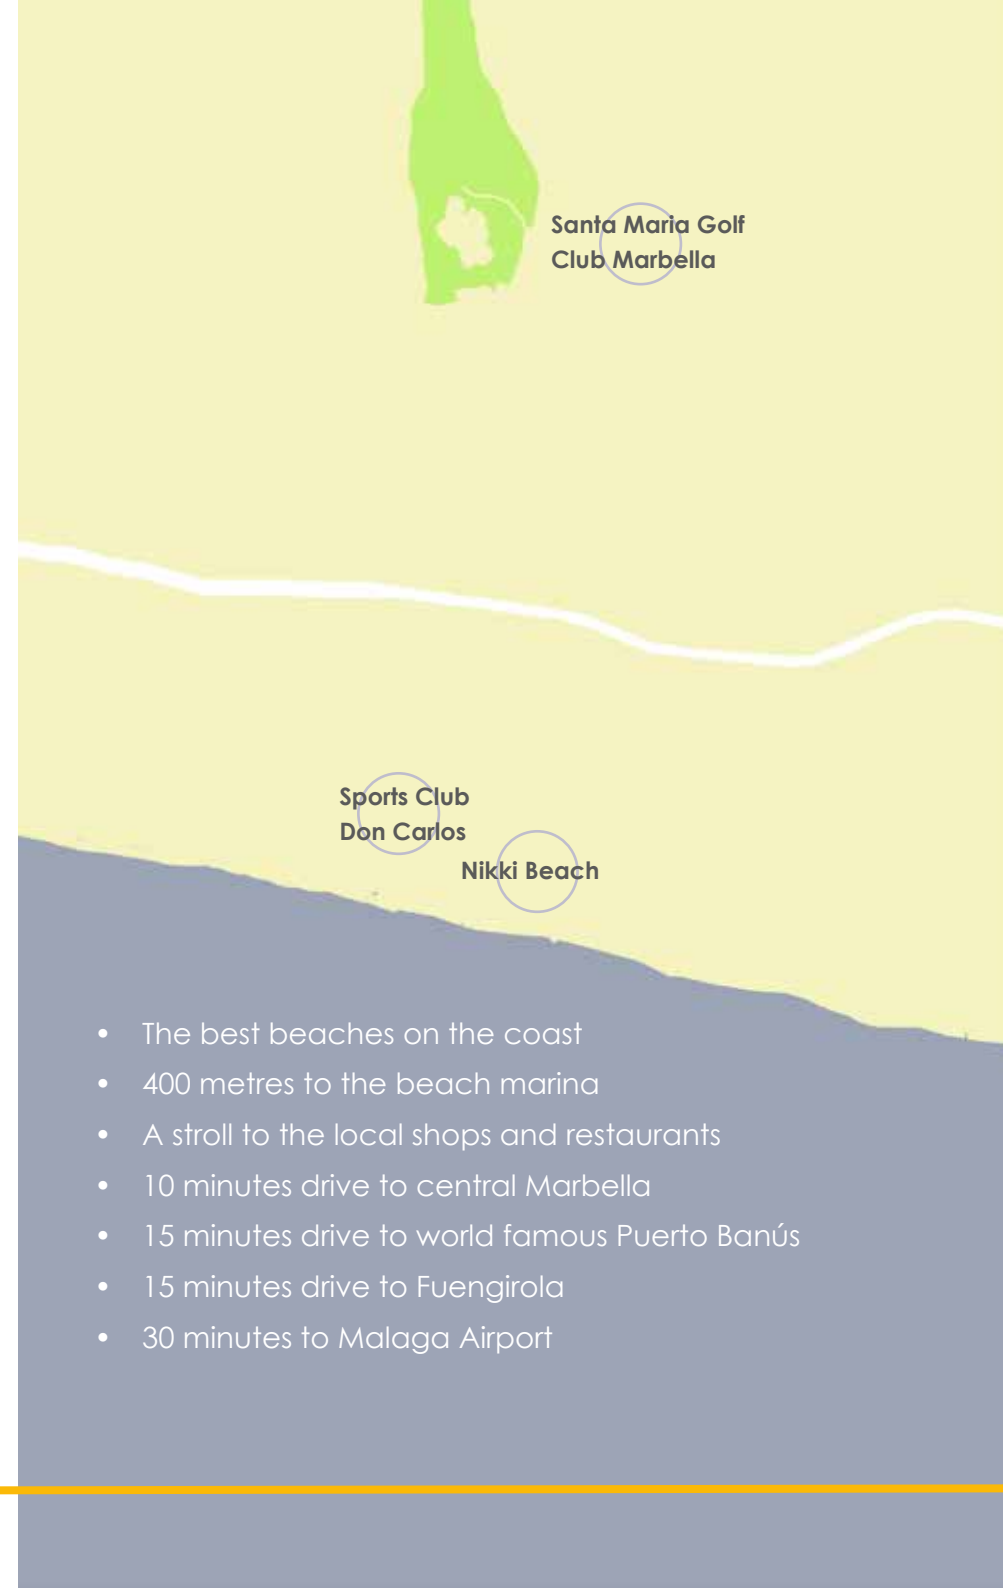 Santa Maria Golf
Club Marbella
Sports Club
Don Carlos
Nikki Beach
• The best beaches on the coast
• 400 metres to the beach marina
• A stroll to the local shops and restaurants
• 10 minutes drive to central Marbella
• 15 minutes drive to world famous Puerto Banús
• 15 minutes drive to Fuengirola
• 30 minutes to Malaga Airport